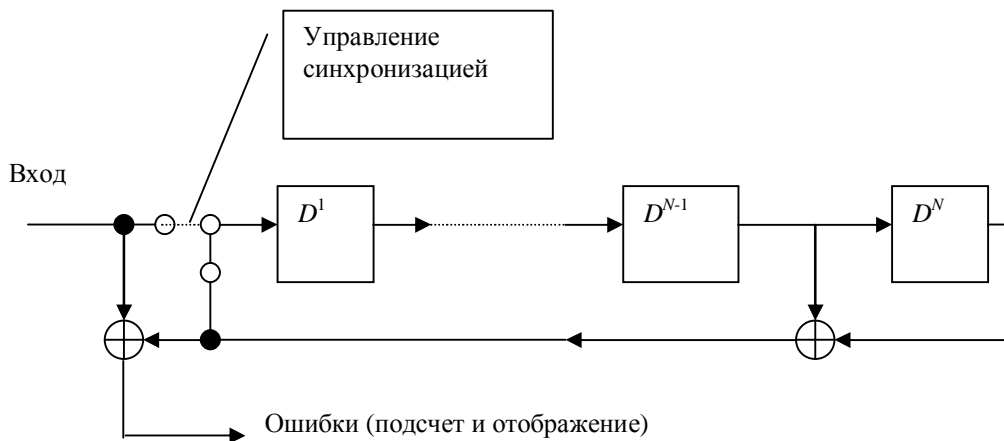 Управление
синхронизацией
Вход
D¹
Dᴺ⁻¹
Dᴺ
Ошибки (подсчет и отображение)